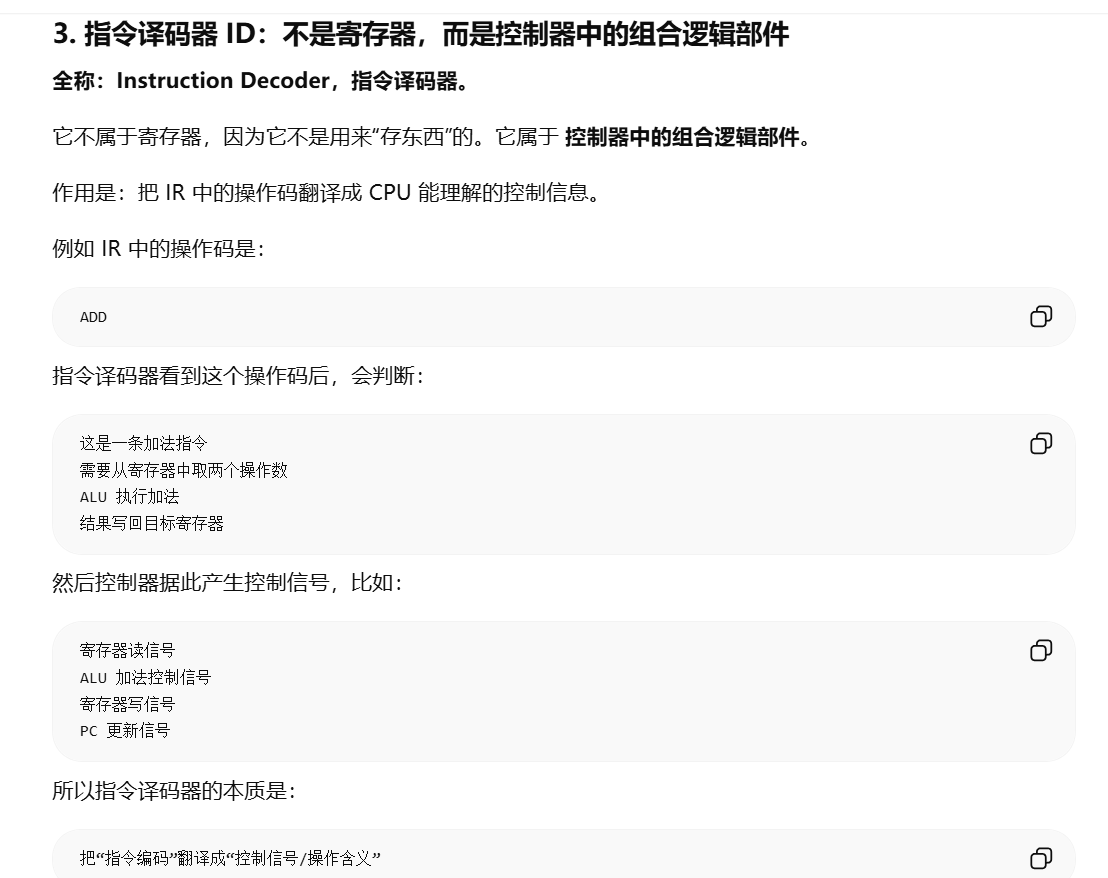 3. 指令译码器 ID：不是寄存器，而是控制器中的组合逻辑部件
全称：Instruction Decoder，指令译码器。
它不属于寄存器，因为它不是用来“存东西”的。它属于 控制器中的组合逻辑部件。
作用是：把 IR 中的操作码翻译成 CPU 能理解的控制信息。
例如 IR 中的操作码是：
ADD
指令译码器看到这个操作码后，会判断：
这是一条加法指令
需要从寄存器中取两个操作数
ALU 执行加法
结果写回目标寄存器
然后控制器据此产生控制信号，比如：
寄存器读信号
ALU 加法控制信号
寄存器写信号
PC 更新信号
所以指令译码器的本质是：
把“指令编码”翻译成“控制信号/操作含义”